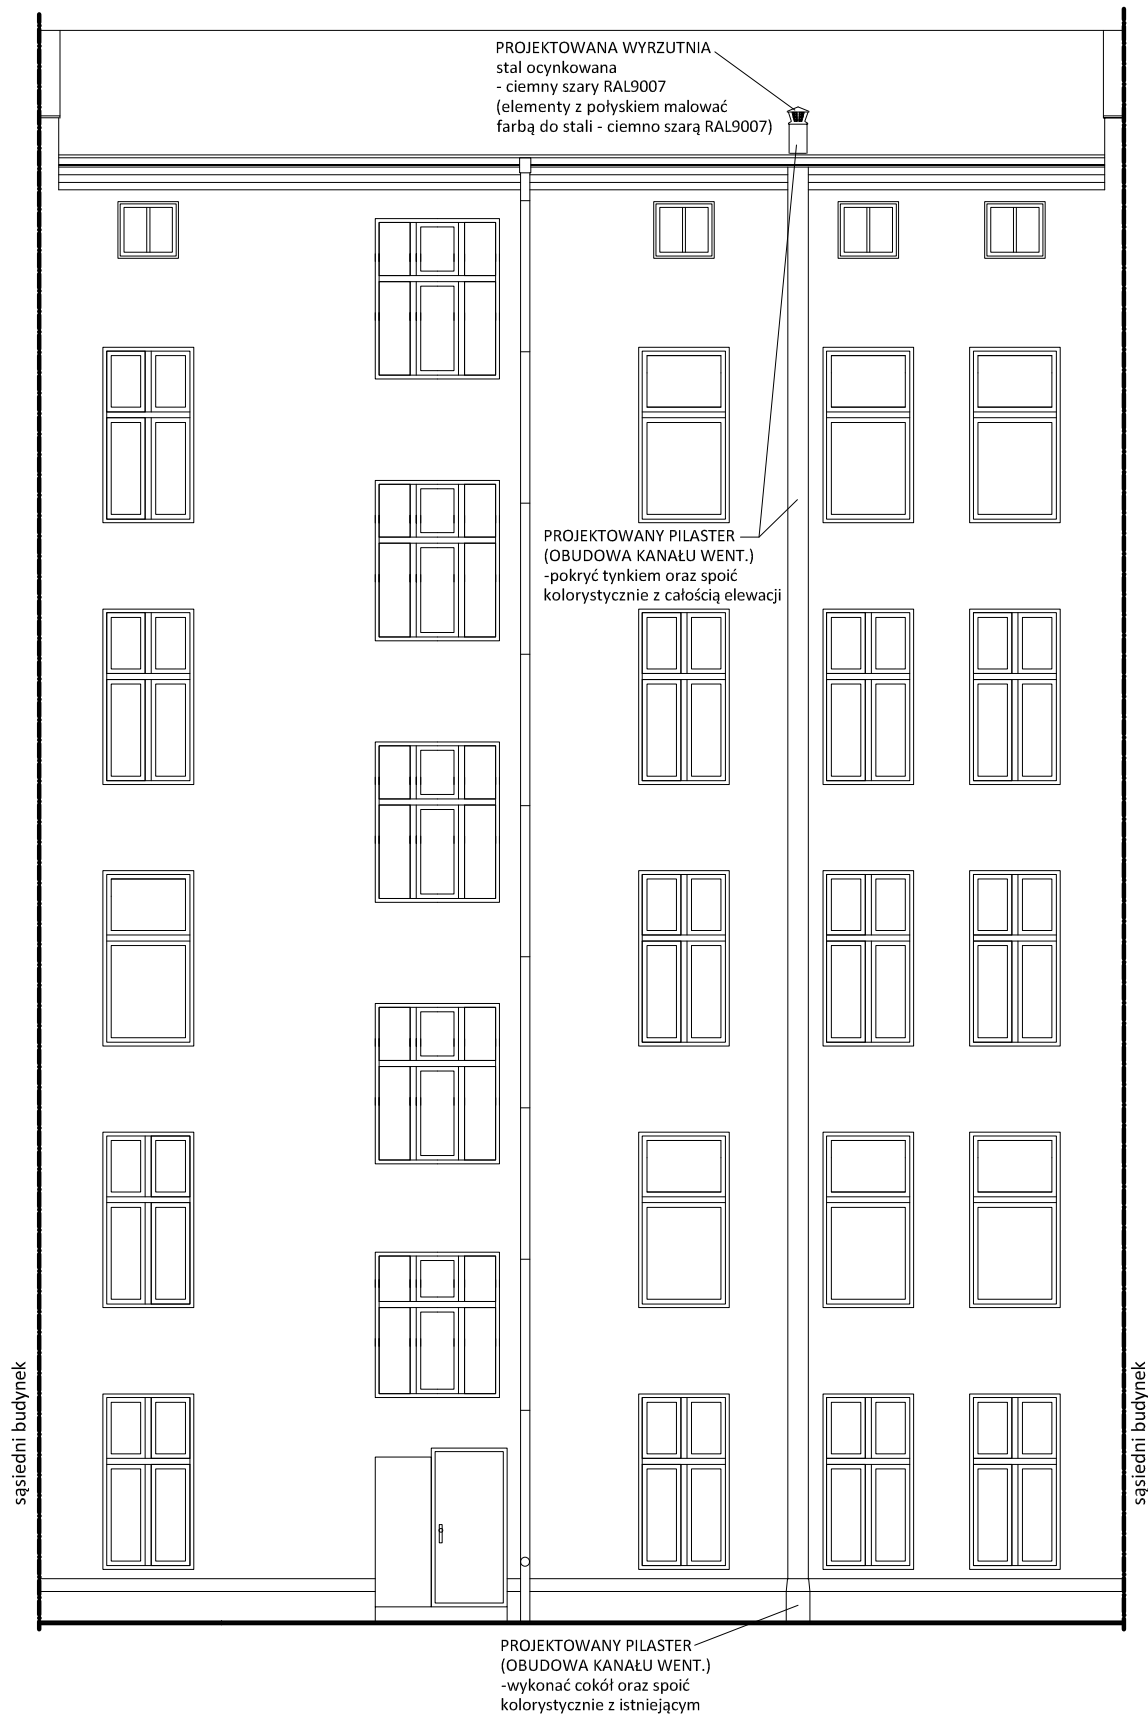 PROJEKTOWANA WYRZUTNIA
stal ocynkowana
- ciemny szary RAL9007
(elementy z połyskiem malować
farbą do stali - ciemno szarą RAL9007)
PROJEKTOWANY PILASTER
(OBUDOWA KANAŁU WENT.)
-pokryć tynkiem oraz spoić
kolorystycznie z całością elewacji
sąsiedni budynek
sąsiedni budynek
PROJEKTOWANY PILASTER
(OBUDOWA KANAŁU WENT.)
-wykonać cokół oraz spoić
kolorystycznie z istniejącym